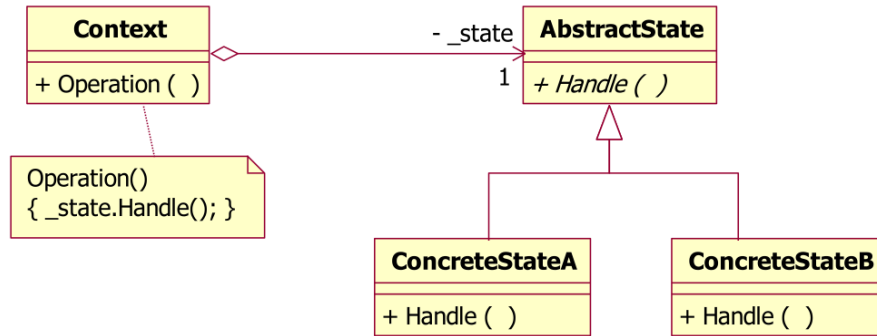 Context
+ Operation ( )
- _state
1
AbstractState
+ Handle ( )
Operation()
{ _state.Handle(); }
ConcreteStateA
+ Handle ( )
ConcreteStateB
+ Handle ( )